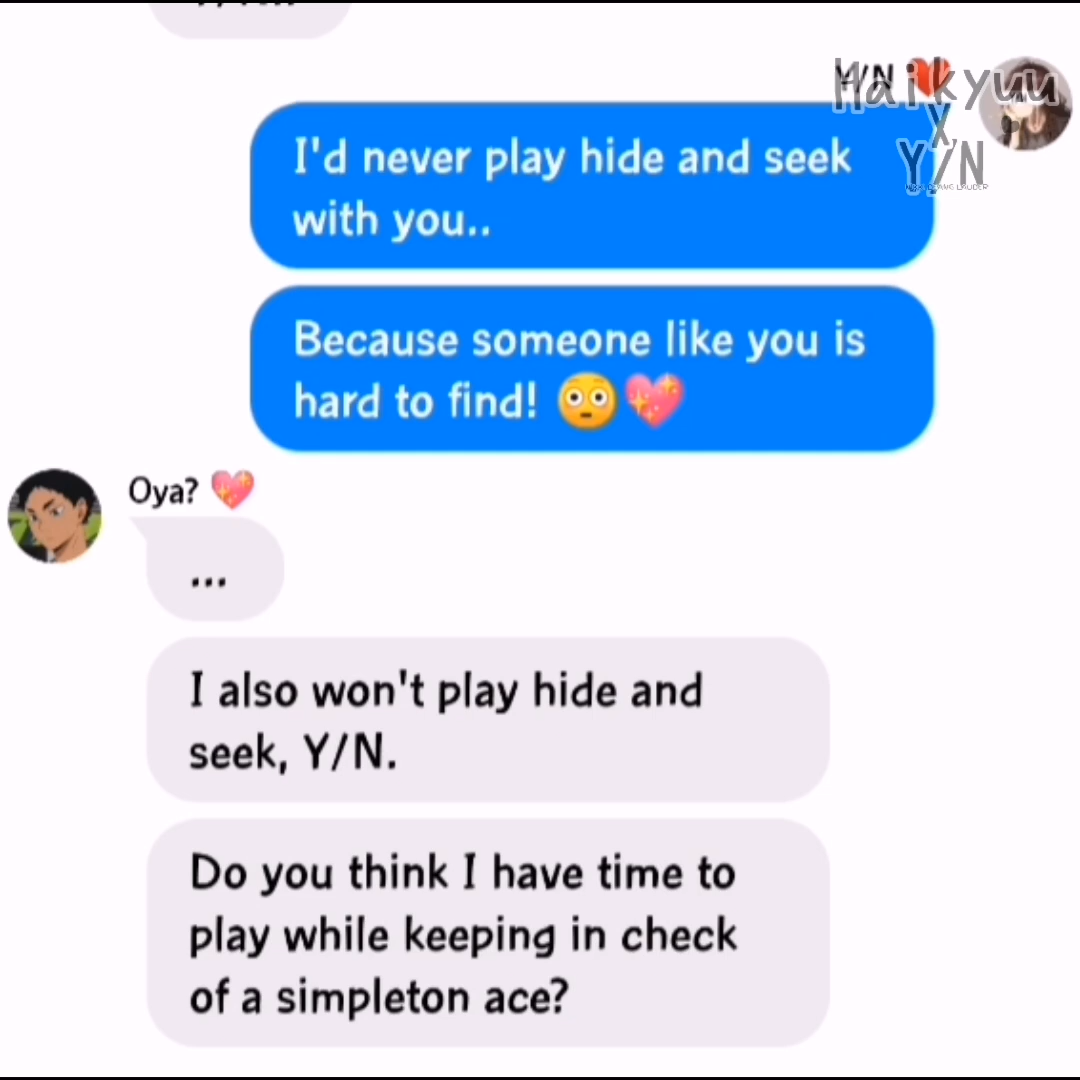 Y/N ❤️
Haikyuu
X
Y/N
I'd never play hide and seek
with you..
Because someone like you is
hard to find! 😳💖
Oya? 💖
...
I also won't play hide and
seek, Y/N.
Do you think I have time to
play while keeping in check
of a simpleton ace?